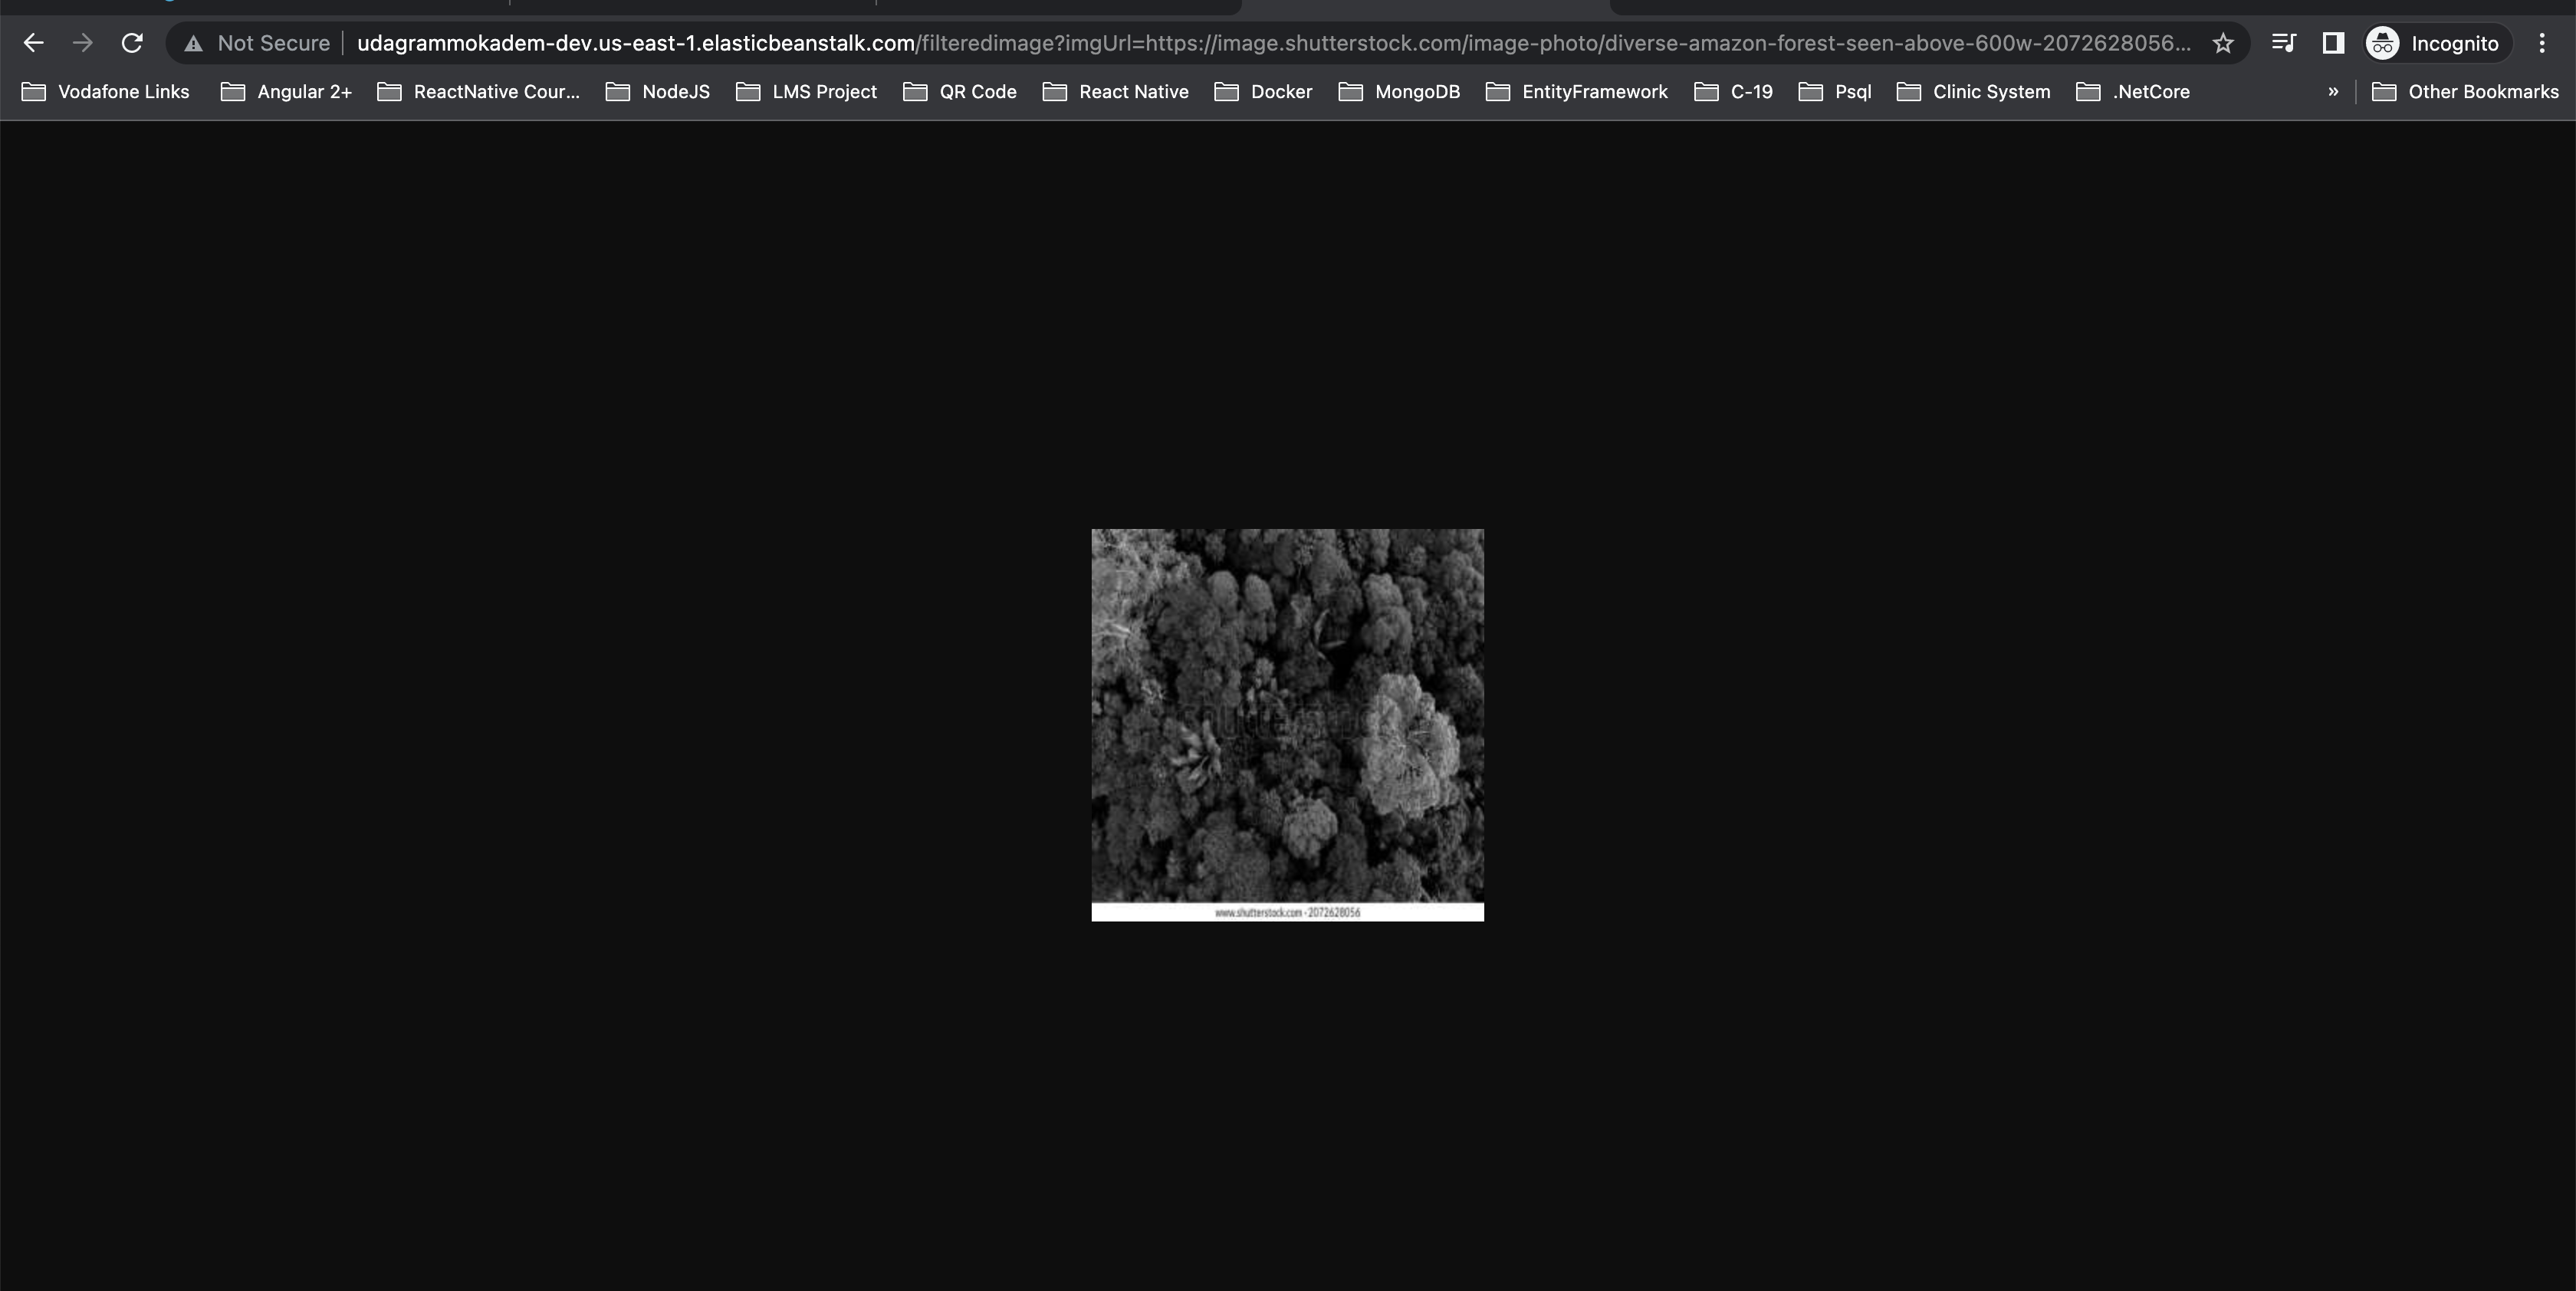 Not Secure udagrammokadem-dev.us-east-1.elasticbeanstalk.com/filteredimage?imgUrl=https://image.shutterstock.com/image-photo/diverse-amazon-forest-seen-above-600w-2072628056... Incognito
Vodafone Links Angular 2+ ReactNative Cour... NodeJS LMS Project QR Code React Native Docker MongoDB EntityFramework C-19 Psql Clinic System .NetCore » Other Bookmarks
shutterstock
www.shutterstock.com · 2072628056